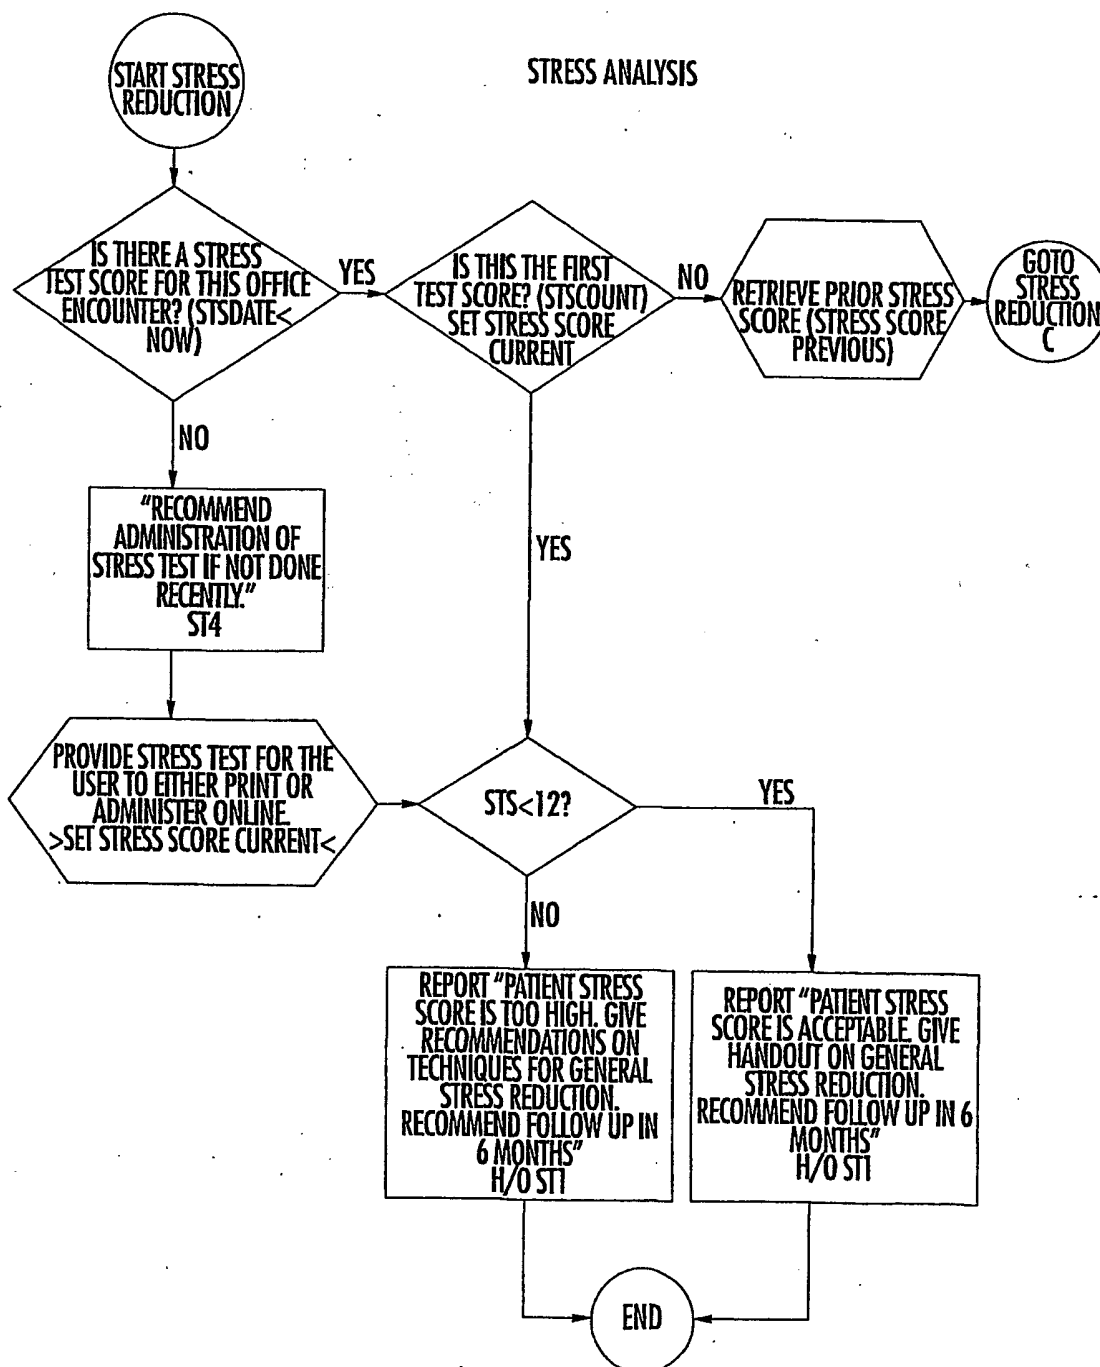 STRESS ANALYSIS
START STRESS
REDUCTION
IS THERE A STRESS
TEST SCORE FOR THIS OFFICE
ENCOUNTER? (STSDATE<
NOW)
YES
IS THIS THE FIRST
TEST SCORE? (STSCOUNT)
SET STRESS SCORE
CURRENT
NO
RETRIEVE PRIOR STRESS
SCORE (STRESS SCORE
PREVIOUS)
GOTO
STRESS
REDUCTION
C
NO
"RECOMMEND
ADMINISTRATION OF
STRESS TEST IF NOT DONE
RECENTLY."
ST4
YES
PROVIDE STRESS TEST FOR THE
USER TO EITHER PRINT OR
ADMINISTER ONLINE.
>SET STRESS SCORE CURRENT<
STS<12?
YES
NO
REPORT "PATIENT STRESS
SCORE IS TOO HIGH. GIVE
RECOMMENDATIONS ON
TECHNIQUES FOR GENERAL
STRESS REDUCTION.
RECOMMEND FOLLOW UP IN
6 MONTHS"
H/O ST1
REPORT "PATIENT STRESS
SCORE IS ACCEPTABLE. GIVE
HANDOUT ON GENERAL
STRESS REDUCTION.
RECOMMEND FOLLOW UP IN 6
MONTHS"
H/O ST1
END